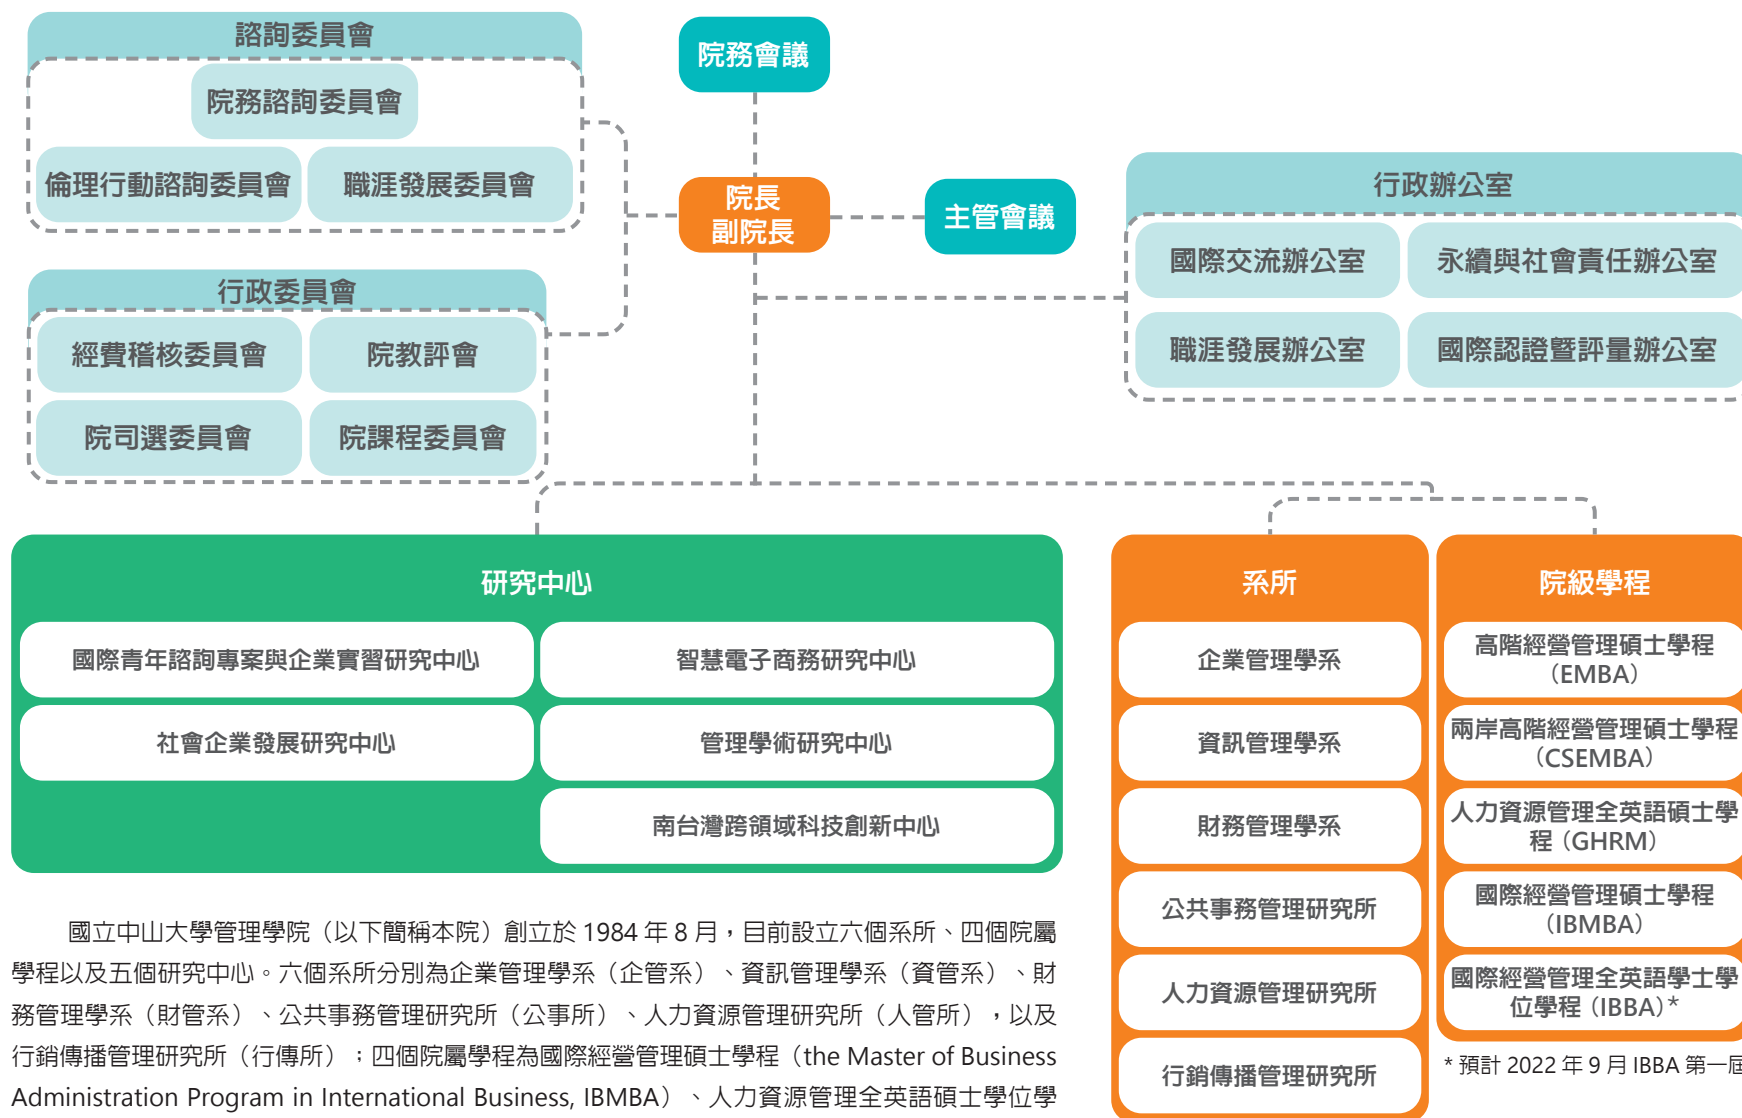 諮詢委員會
院務諮詢委員會
倫理行動諮詢委員會
職涯發展委員會
行政委員會
經費稽核委員會
院教評會
院司選委員會
院課程委員會
院務會議
院長
副院長
主管會議
行政辦公室
國際交流辦公室
永續與社會責任辦公室
職涯發展辦公室
國際認證暨評量辦公室
研究中心
國際青年諮詢專案與企業實習研究中心
智慧電子商務研究中心
社會企業發展研究中心
管理學術研究中心
南台灣跨領域科技創新中心
系所
企業管理學系
資訊管理學系
財務管理學系
公共事務管理研究所
人力資源管理研究所
行銷傳播管理研究所
院級學程
高階經營管理碩士學程
（EMBA）
兩岸高階經營管理碩士學程
（CSEMBA）
人力資源管理全英語碩士學
程（GHRM）
國際經營管理碩士學程
（IBMBA）
國際經營管理全英語學士學
位學程（IBBA）*
* 預計 2022 年 9 月 IBBA 第一屆
國立中山大學管理學院（以下簡稱本院）創立於 1984 年 8 月，目前設立六個系所、四個院屬
學程以及五個研究中心。六個系所分別為企業管理學系（企管系）、資訊管理學系（資管系）、財
務管理學系（財管系）、公共事務管理研究所（公事所）、人力資源管理研究所（人管所），以及
行銷傳播管理研究所（行傳所）；四個院屬學程為國際經營管理碩士學程（the Master of Business
Administration Program in International Business, IBMBA）、人力資源管理全英語碩士學位學